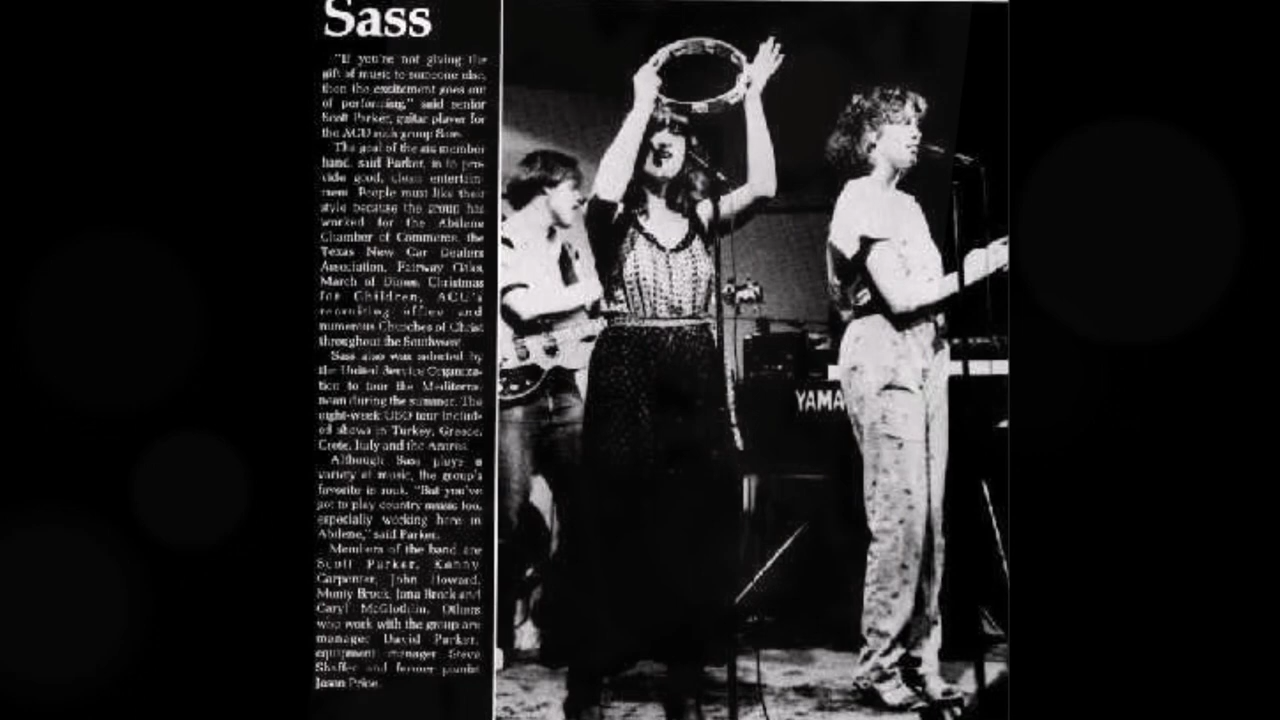 Sass
"If you're not giving the
gift of music to someone else,
then the excitement goes out
of performing," said senior
Scott Parker, guitar player for
the ACU rock group Sass.
The goal of the six-member
band, said Parker, is to pro-
vide good, clean entertain-
ment. People must like their
style because the group has
worked for the Abilene
Chamber of Commerce, the
Texas New Car Dealers
Association, Fairway Oaks,
March of Dimes, Christmas
for Children, ACU's
recruiting office and
numerous Churches of Christ
throughout the Southwest.
Sass also was selected by
the United Service Organiza-
tion to tour the Mediterra-
nean during the summer. The
eight-week USO tour includ-
ed shows in Turkey, Greece,
Crete, Italy and the Azores.
Although Sass plays a
variety of music, the group's
favorite is rock. "But you've
got to play country music too,
especially working here in
Abilene," said Parker.
Members of the band are
Scott Parker, Kenny
Carpenter, John Howard,
Monty Brock, Jana Brock and
Caryl McGlothlin. Others
who work with the group are
manager David Parker,
equipment manager Steve
Shaffer and former pianist
Jason Price.
YAMA